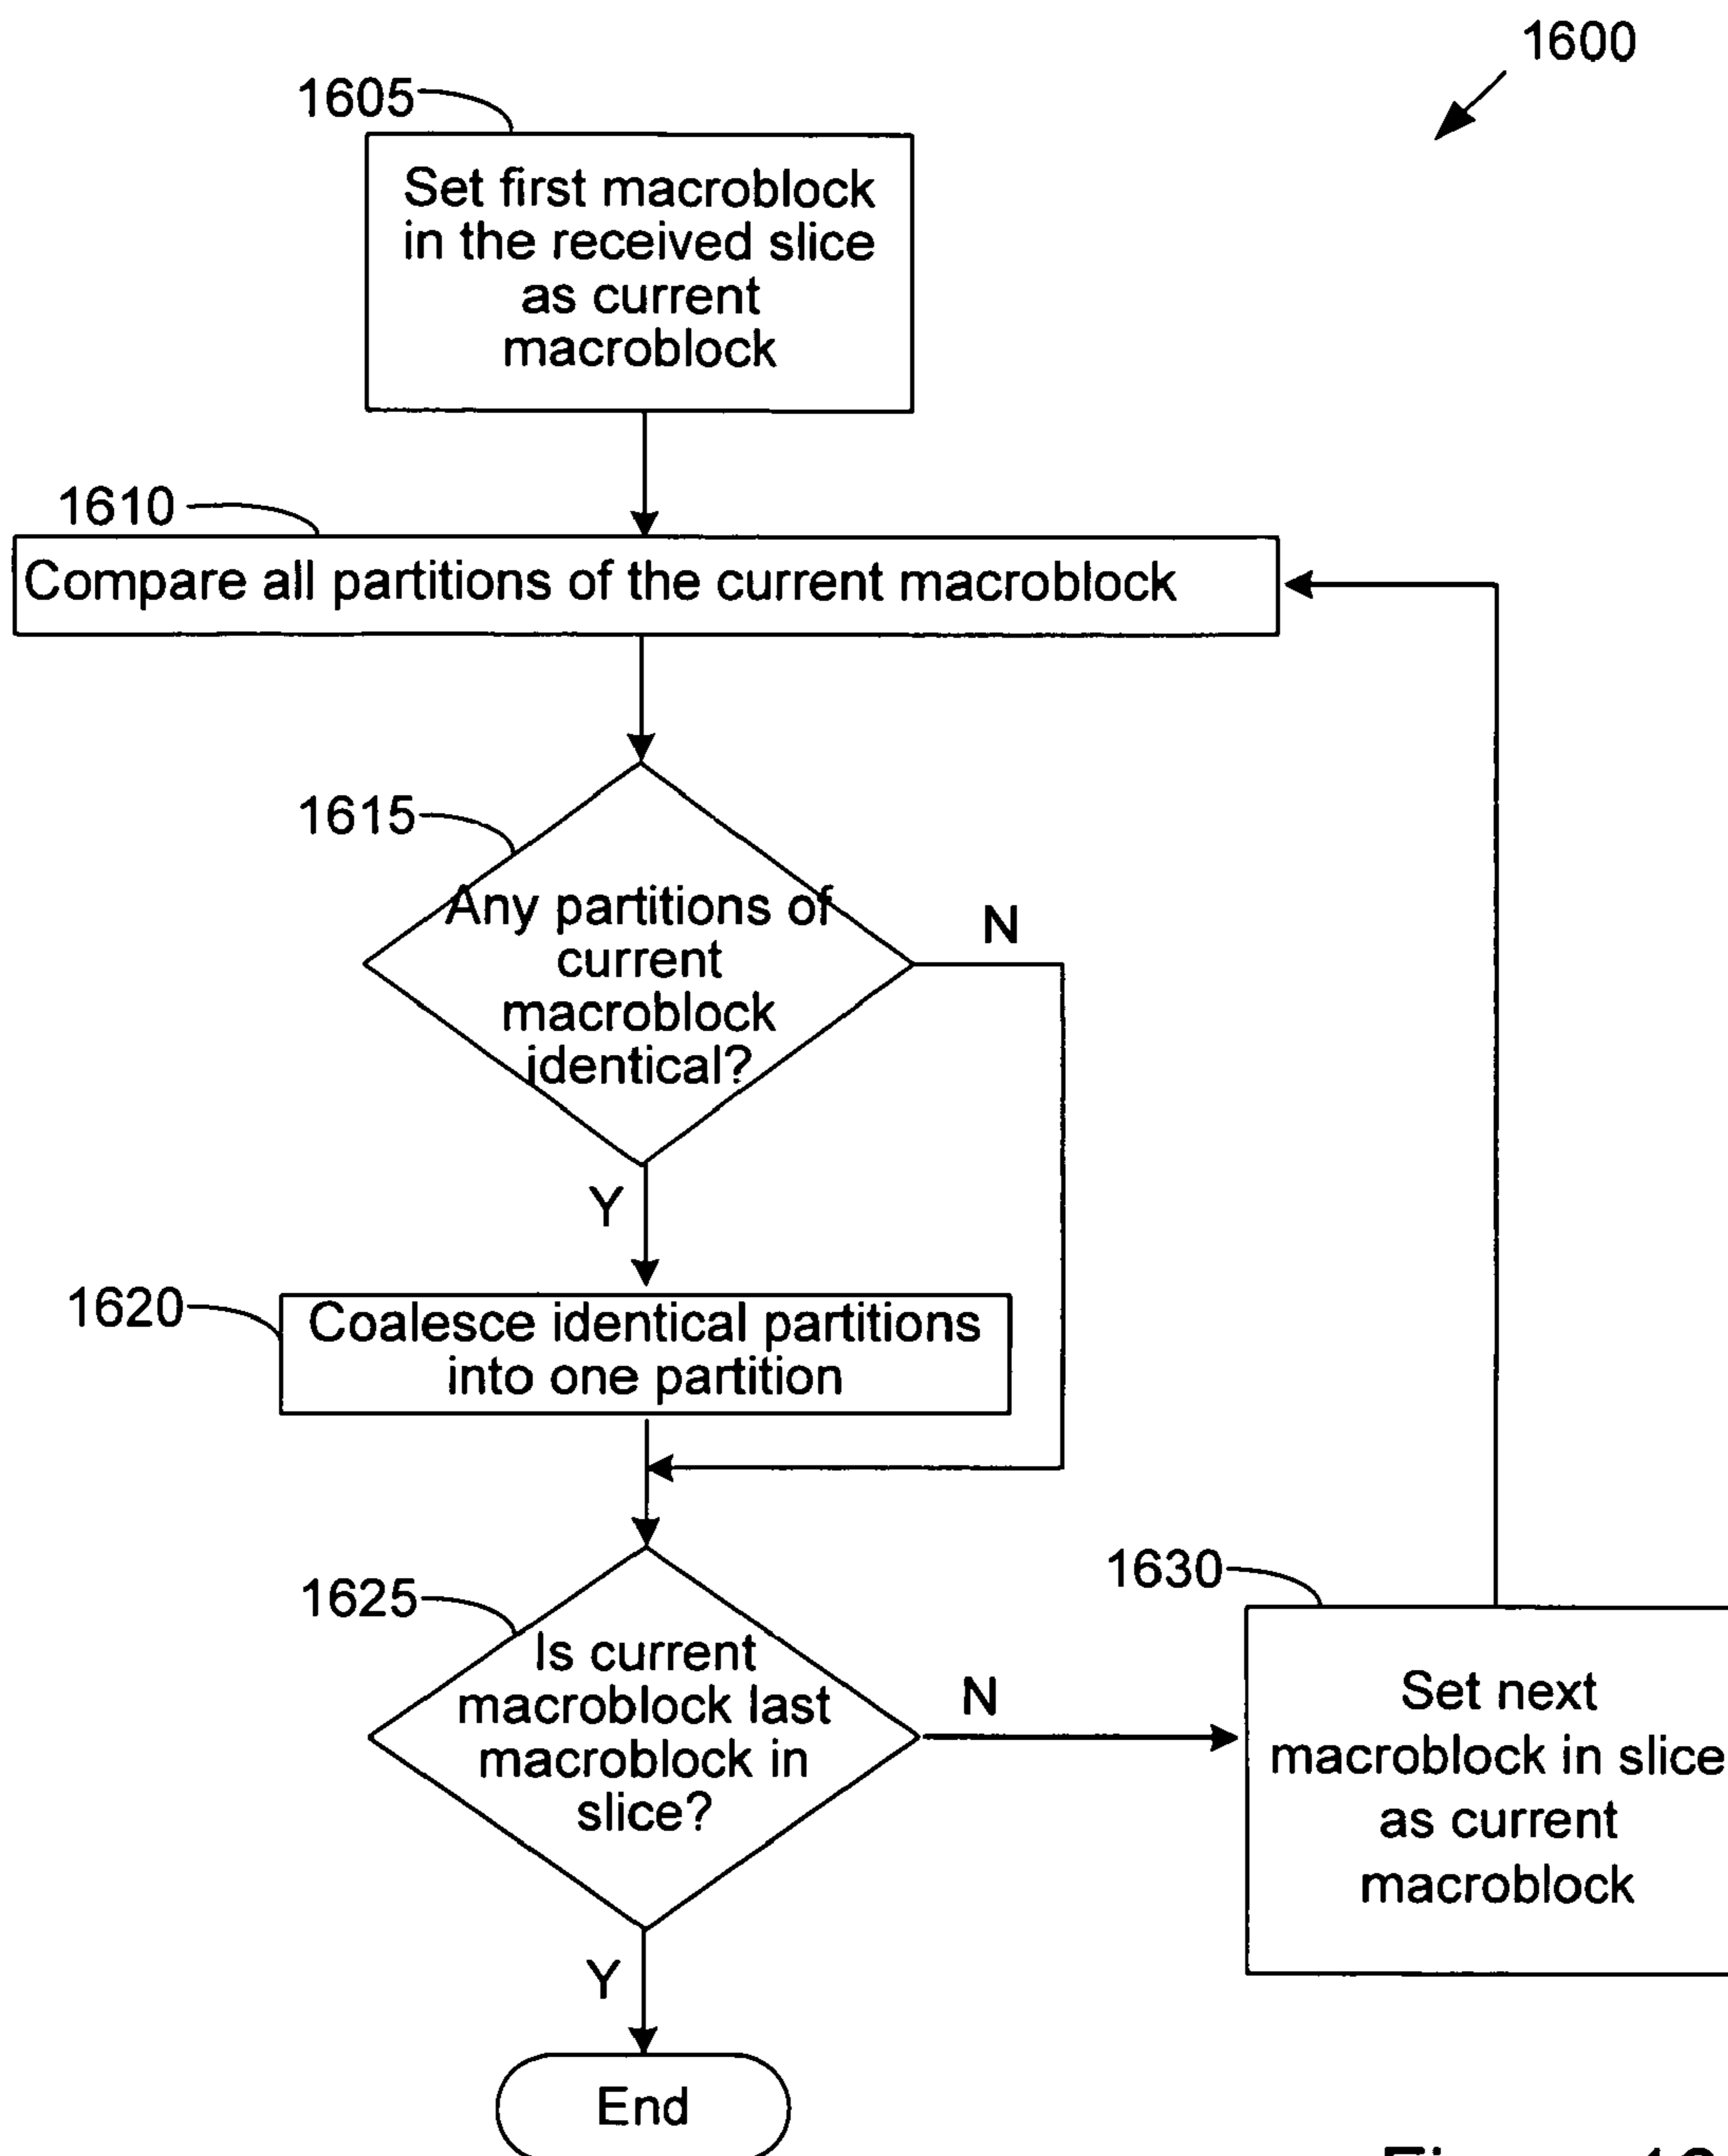 1600
1605
Set first macroblock
in the received slice
as current
macroblock
1610
Compare all partitions of the current macroblock
1615
Any partitions of
current
macroblock
identical?
N
Y
1620
Coalesce identical partitions
into one partition
1625
Is current
macroblock last
macroblock in
slice?
N
1630
Set next
macroblock in slice
as current
macroblock
Y
End